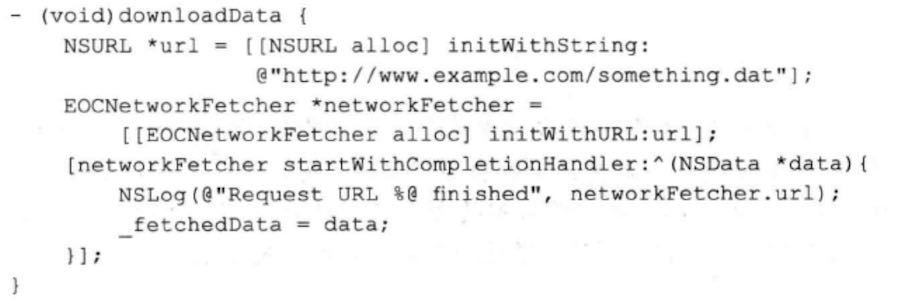 - (void)downloadData {
    NSURL *url = [[NSURL alloc] initWithString:
                  @"http://www.example.com/something.dat"];
    EOCNetworkFetcher *networkFetcher =
        [[EOCNetworkFetcher alloc] initWithURL:url];
    [networkFetcher startWithCompletionHandler:^(NSData *data){
        NSLog(@"Request URL %@ finished", networkFetcher.url);
        _fetchedData = data;
    }];
}